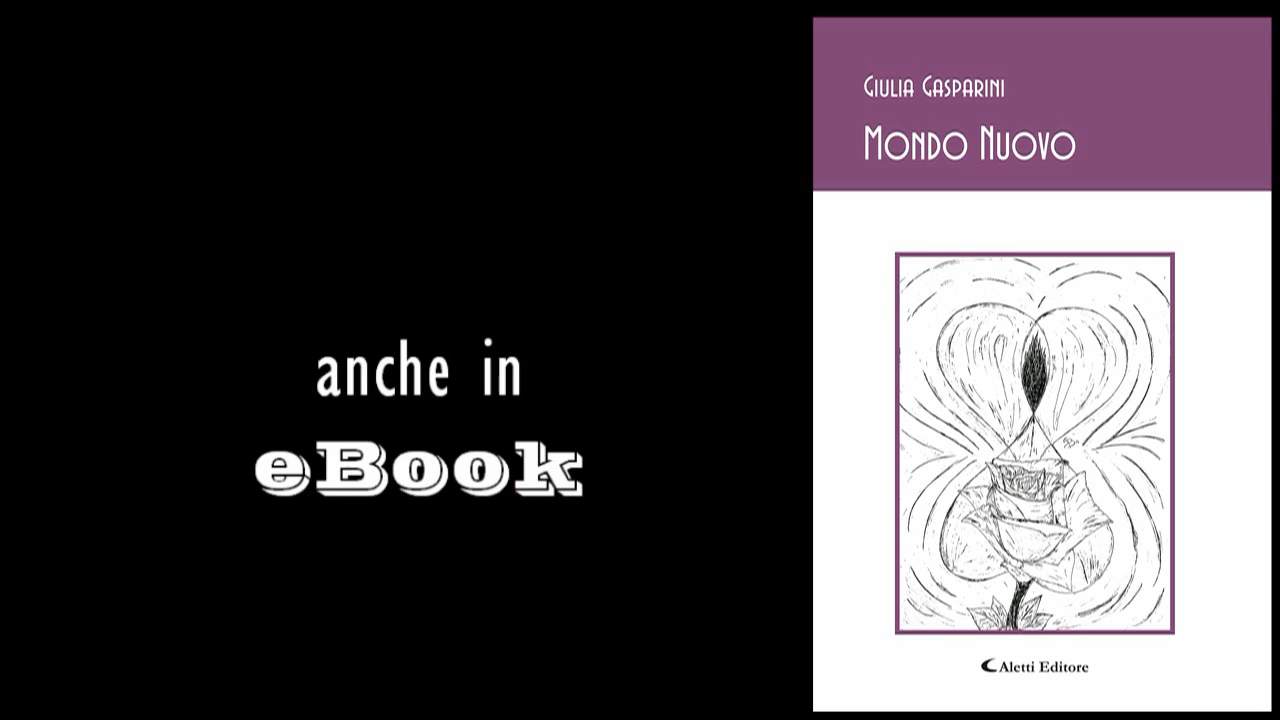 anche in
eBook
Giulia Gasparini
Mondo Nuovo
Aletti Editore